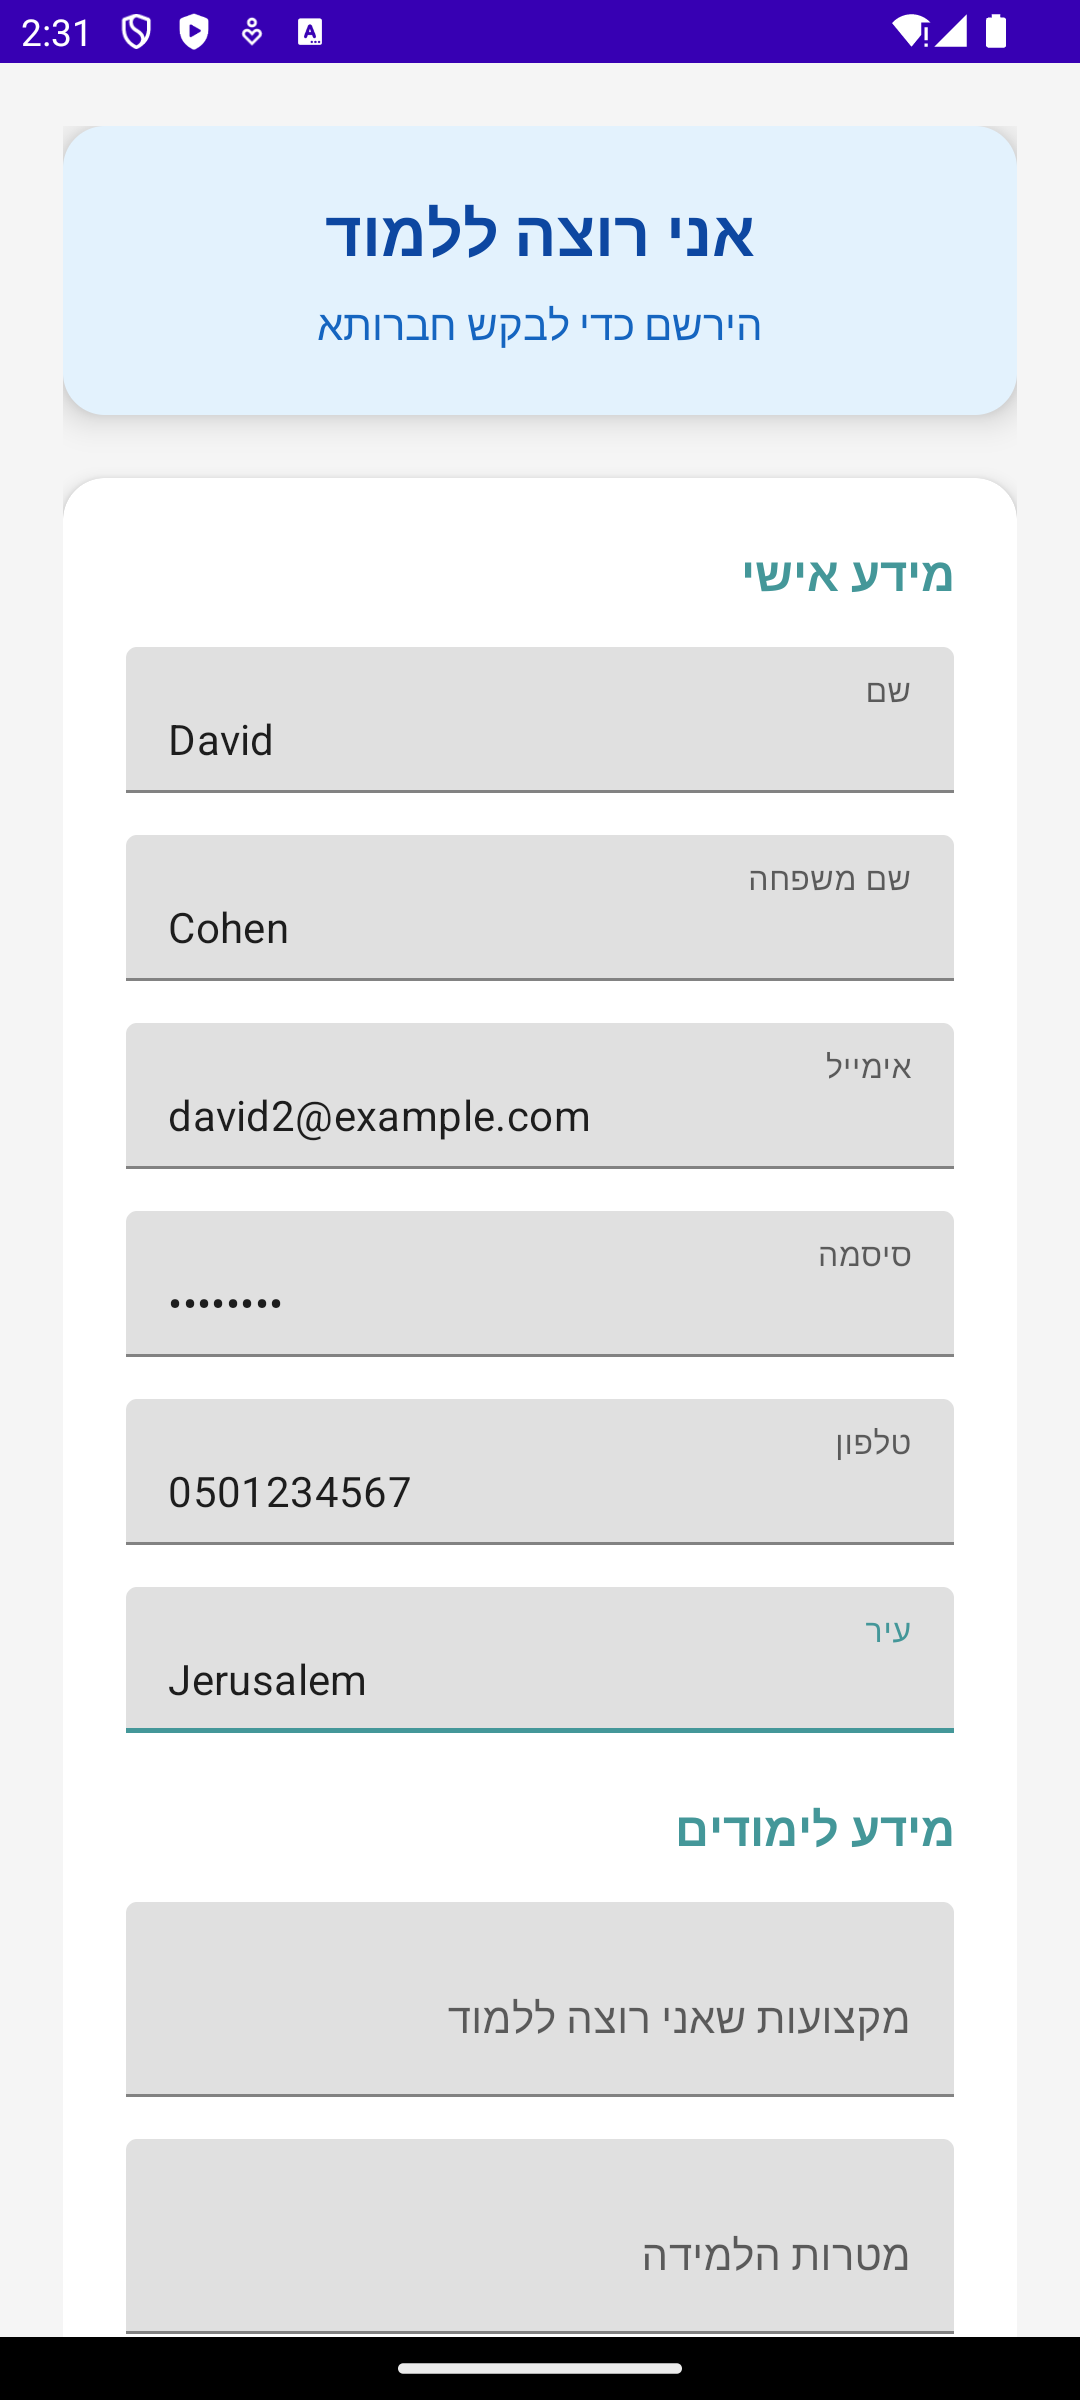 2:31
אני רוצה ללמוד
הירשם כדי לבקש חברותא
מידע אישי
שם
David
שם משפחה
Cohen
אימייל
david2@example.com
סיסמה
••••••••
טלפון
0501234567
עיר
Jerusalem
מידע לימודים
מקצועות שאני רוצה ללמוד
מטרות הלמידה